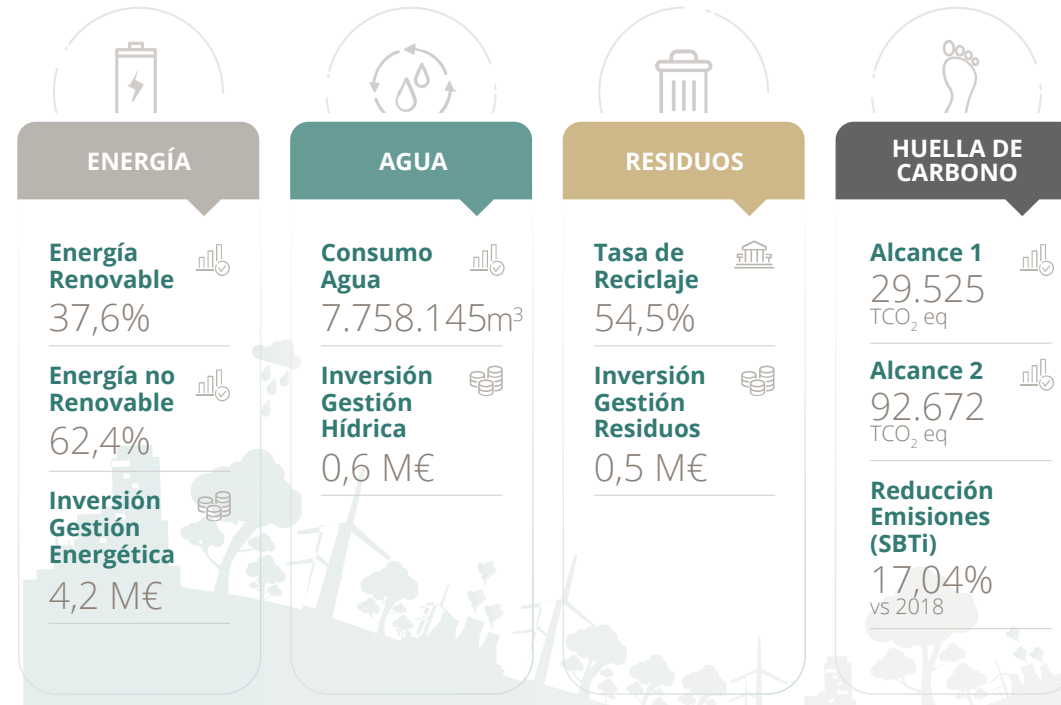 ENERGÍA
Energía
Renovable
37,6%
Energía no
Renovable
62,4%
Inversión
Gestión
Energética
4,2 M€
AGUA
Consumo
Agua
7.758.145m³
Inversión
Gestión
Hídrica
0,6 M€
RESIDUOS
Tasa de
Reciclaje
54,5%
Inversión
Gestión
Residuos
0,5 M€
HUELLA DE
CARBONO
Alcance 1
29.525
TCO₂ eq
Alcance 2
92.672
TCO₂ eq
Reducción
Emisiones
(SBTi)
17,04%
vs 2018